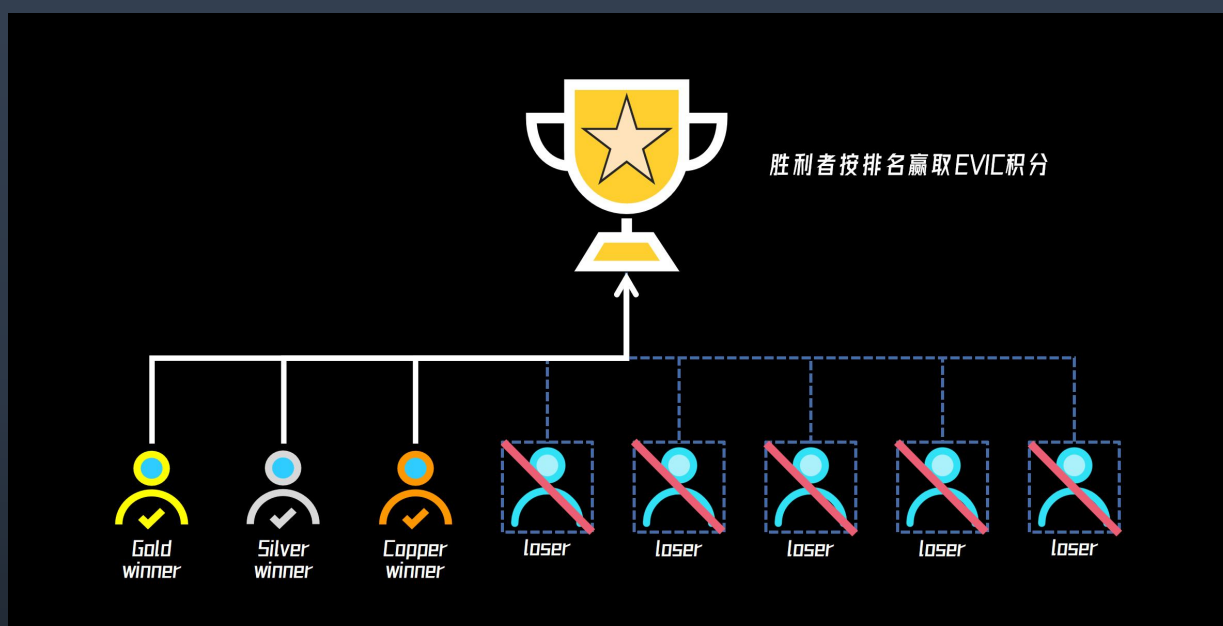 胜利者按排名赢取EVIC积分
Gold
winner
Silver
winner
Copper
winner
loser
loser
loser
loser
loser